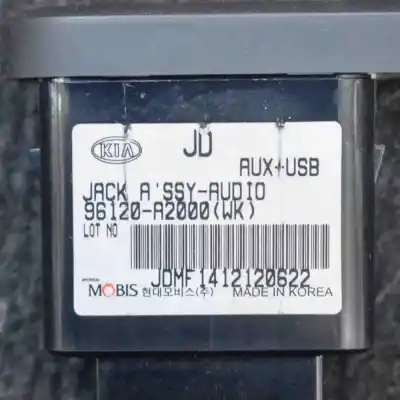 KIA JD
AUX+USB
JACK A'SSY-AUDIO
96120-A2000(WK)
LOT NO
JDMF1412120622
MOBIS 현대모비스(주) MADE IN KOREA